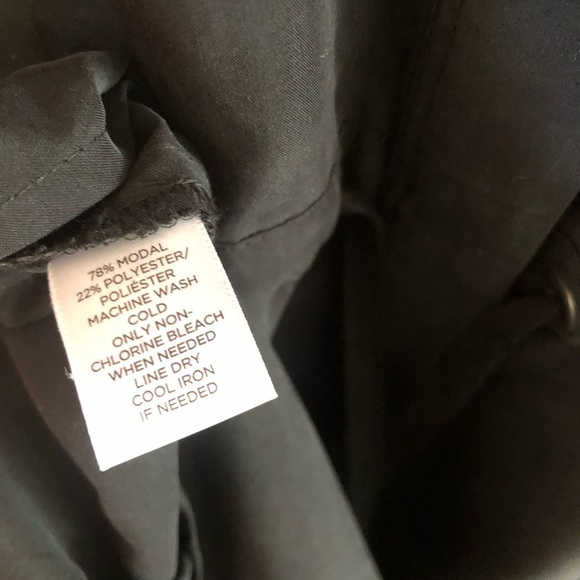 78% MODAL
22% POLYESTER/
POLIÉSTER
MACHINE WASH
COLD
ONLY NON-
CHLORINE BLEACH
WHEN NEEDED
LINE DRY
COOL IRON
IF NEEDED